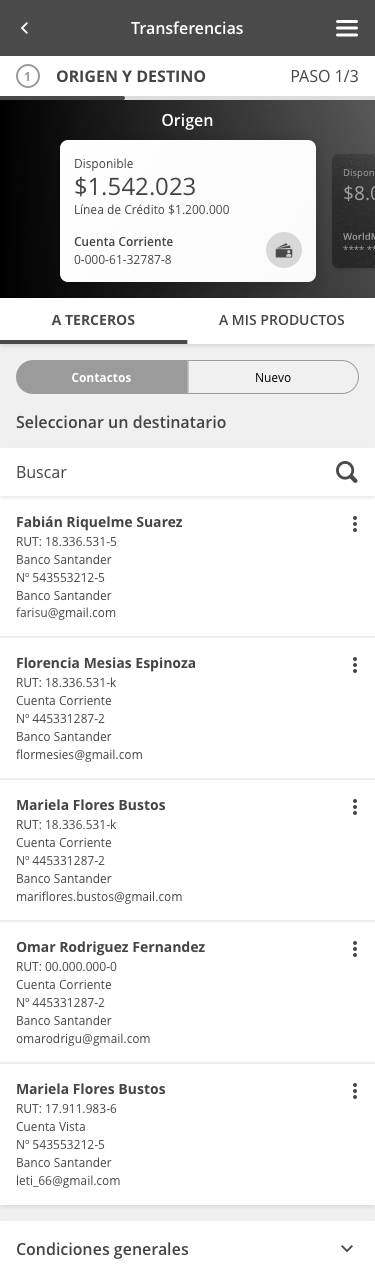 Transferencias
1 ORIGEN Y DESTINO PASO 1/3
Origen
Disponible
$1.542.023
Línea de Crédito $1.200.000
Cuenta Corriente
0-000-61-32787-8
A TERCEROS A MIS PRODUCTOS
Contactos Nuevo
Seleccionar un destinatario
Buscar
Fabián Riquelme Suarez
RUT: 18.336.531-5
Banco Santander
Nº 543553212-5
Banco Santander
farisu@gmail.com
Florencia Mesias Espinoza
RUT: 18.336.531-k
Cuenta Corriente
Nº 445331287-2
Banco Santander
flormesies@gmail.com
Mariela Flores Bustos
RUT: 18.336.531-k
Cuenta Corriente
Nº 445331287-2
Banco Santander
mariflores.bustos@gmail.com
Omar Rodriguez Fernandez
RUT: 00.000.000-0
Cuenta Corriente
Nº 445331287-2
Banco Santander
omarodrigu@gmail.com
Mariela Flores Bustos
RUT: 17.911.983-6
Cuenta Vista
Nº 543553212-5
Banco Santander
leti_66@gmail.com
Condiciones generales